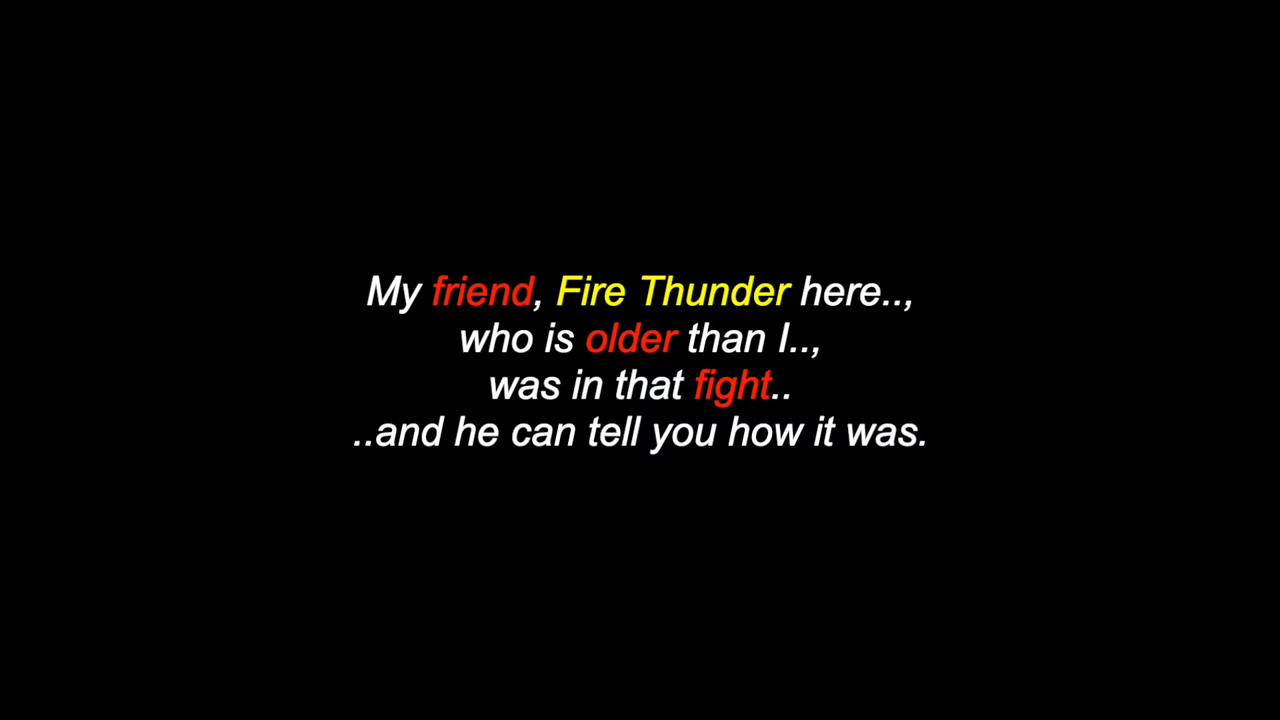 My friend, Fire Thunder here..,
who is older than I..,
was in that fight..
..and he can tell you how it was.